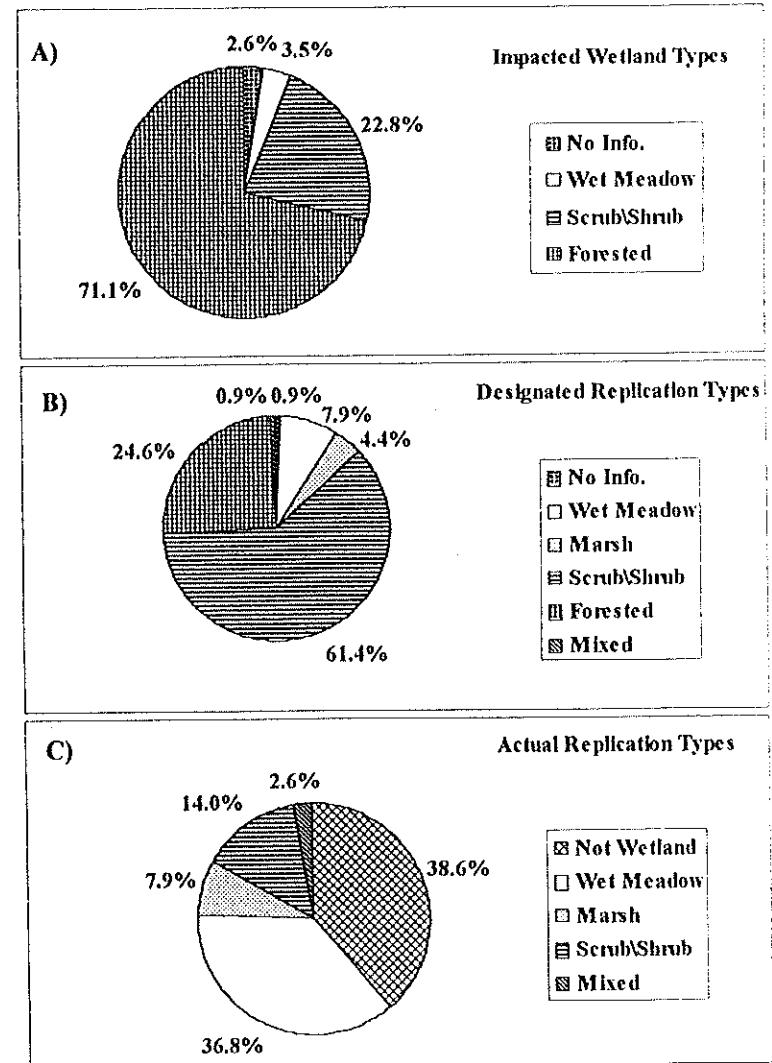 A)
Impacted Wetland Types
2.6% 3.5%
22.8%
71.1%
No Info.
Wet Meadow
Scrub\Shrub
Forested
B)
Designated Replication Types
0.9% 0.9%
7.9%
4.4%
24.6%
61.4%
No Info.
Wet Meadow
Marsh
Scrub\Shrub
Forested
Mixed
C)
Actual Replication Types
2.6%
14.0%
38.6%
7.9%
36.8%
Not Wetland
Wet Meadow
Marsh
Scrub\Shrub
Mixed